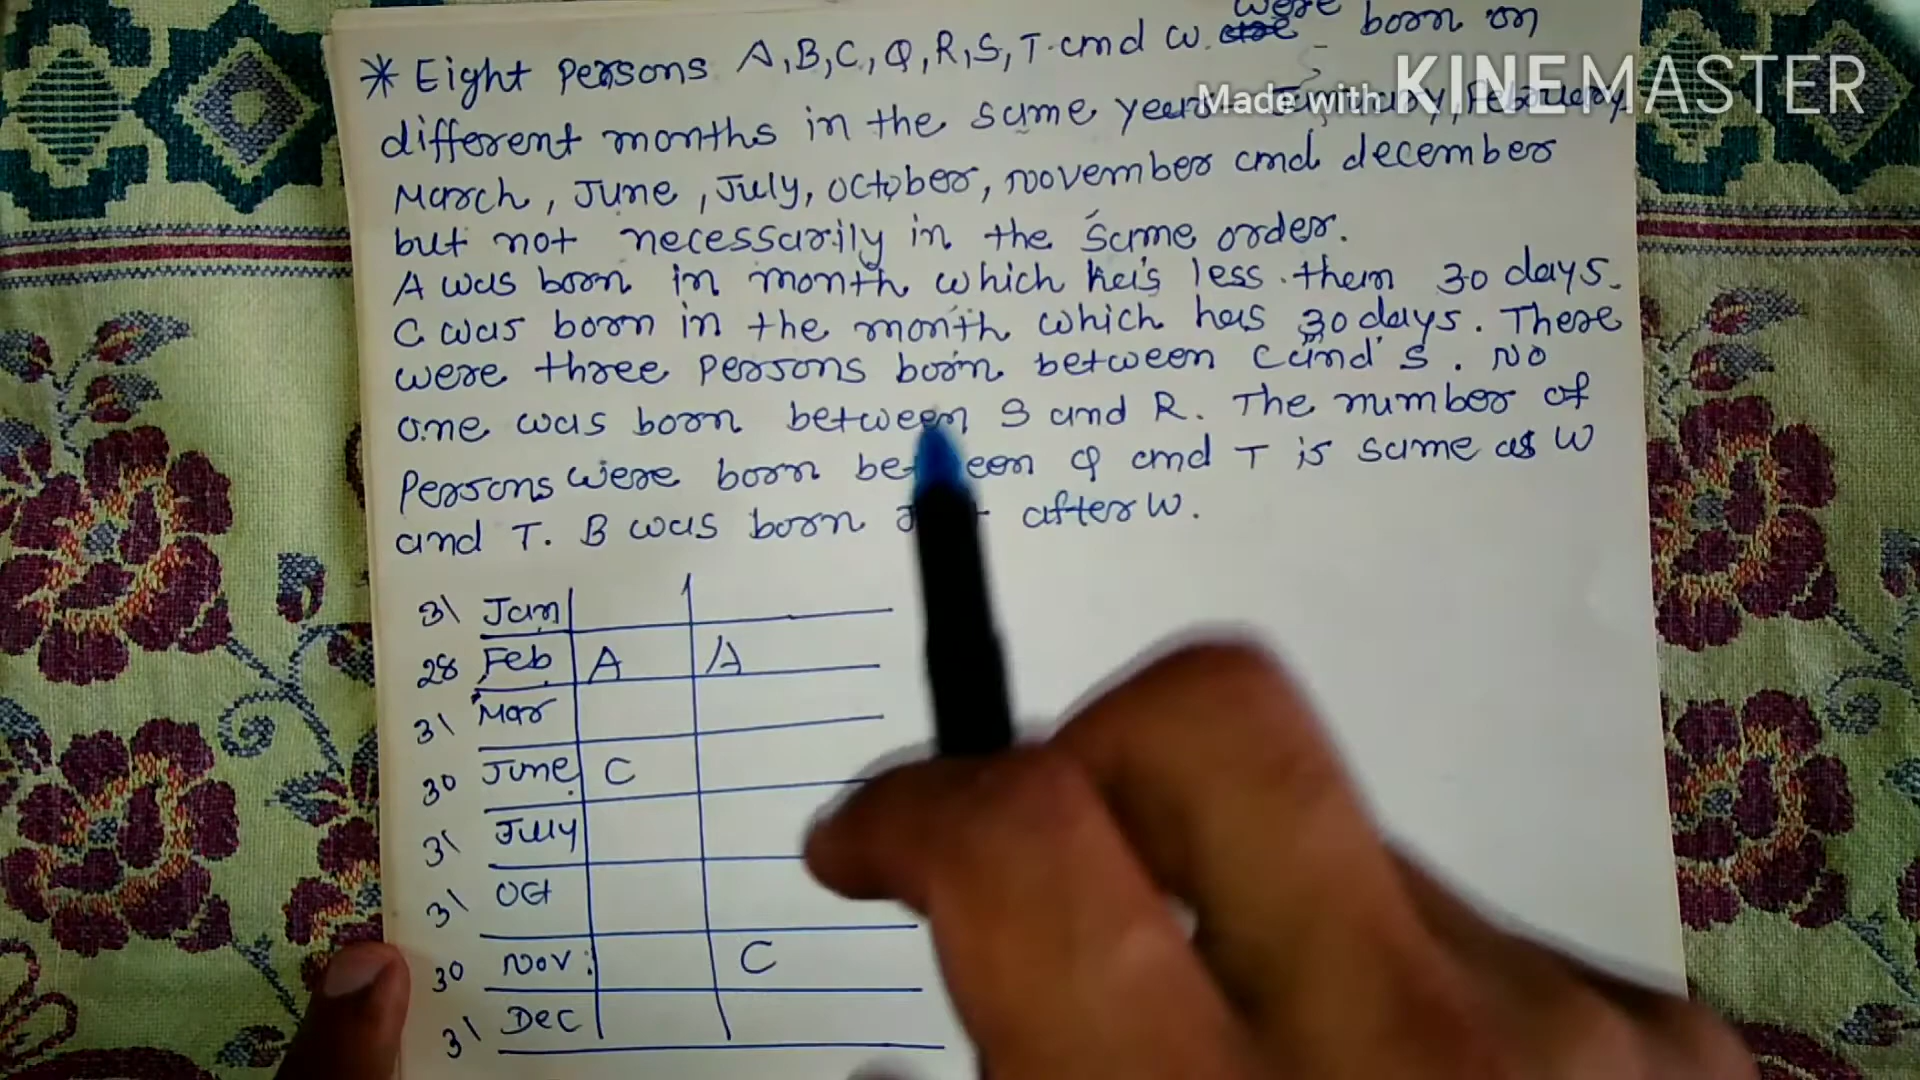 * Eight Persons A, B, C, Q, R, S, T and W. were born on
different months in the same year
Made with KINEMASTER
March, June, July, October, november and december
but not necessarily in the same order.
A was born in month which has less then 30 days.
C was born in the month which has 30 days. There
were three persons born between C and S. No
one was born between S and R. The number of
Persons were born between Q and T is same as W
and T. B was born after W.
31 Jan
28 Feb A A
31 Mar
30 June C
31 July
31 Oct
30 Nov. C
31 Dec